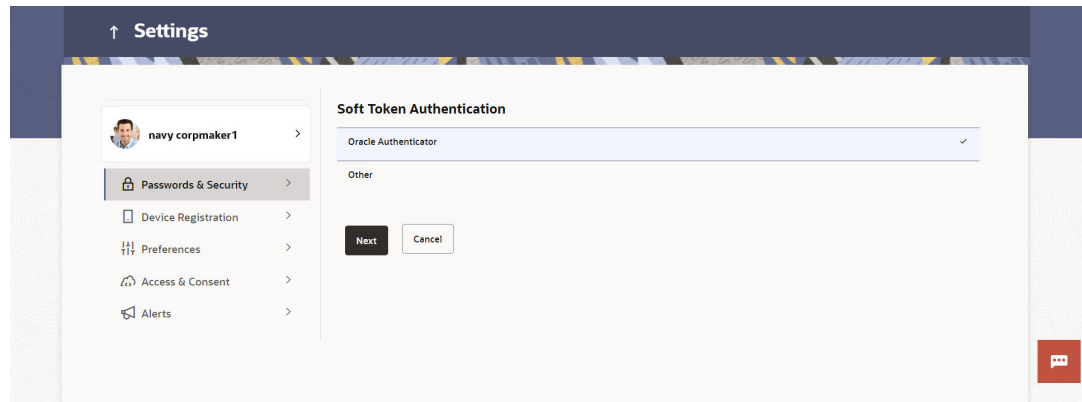 Settings
navy corpmaker1
Passwords & Security
Device Registration
Preferences
Access & Consent
Alerts
Soft Token Authentication
Oracle Authenticator
Other
Next
Cancel